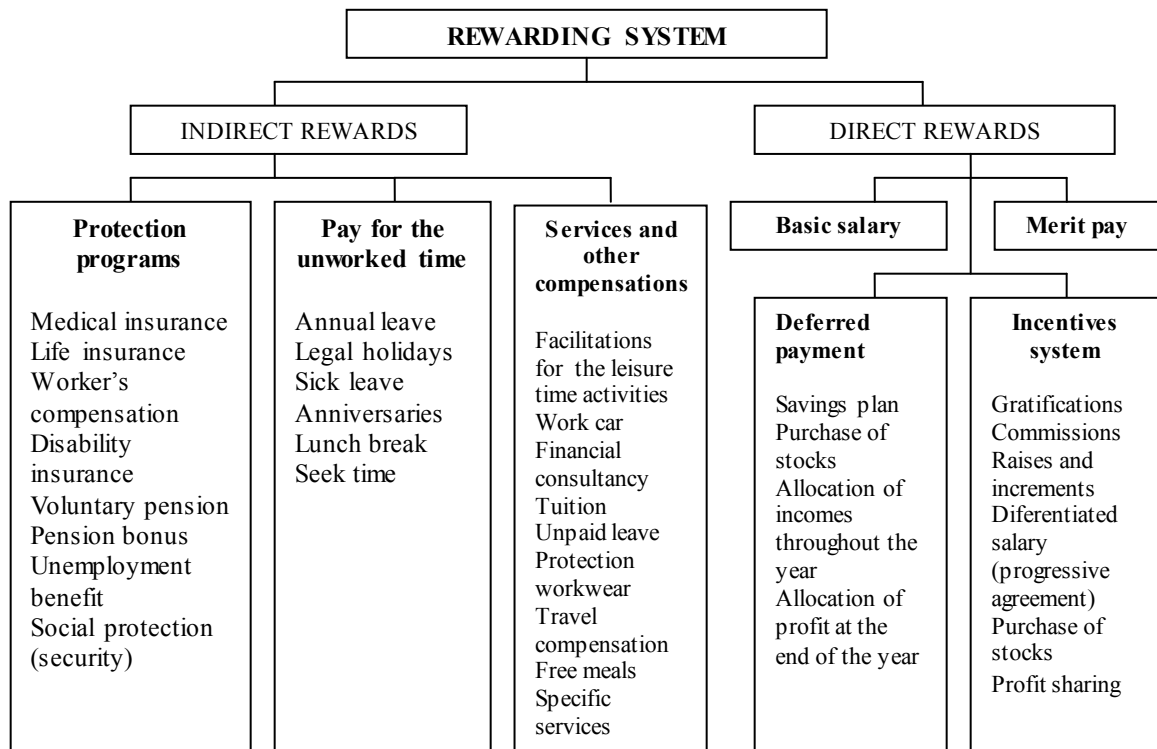 REWARDING SYSTEM
INDIRECT REWARDS
DIRECT REWARDS
Protection
programs
Medical insurance
Life insurance
Worker's
compensation
Disability
insurance
Voluntary pension
Pension bonus
Unemployment
benefit
Social protection
(security)
Pay for the
unworked time
Annual leave
Legal holidays
Sick leave
Anniversaries
Lunch break
Seek time
Services and
other
compensations
Facilitations
for the leisure
time activities
Work car
Financial
consultancy
Tuition
Unpaid leave
Protection
workwear
Travel
compensation
Free meals
Specific
services
Basic salary
Merit pay
Deferred
payment
Savings plan
Purchase of
stocks
Allocation of
incomes
throughout the
year
Allocation of
profit at the
end of the year
Incentives
system
Gratifications
Commissions
Raises and
increments
Diferentiated
salary
(progressive
agreement)
Purchase of
stocks
Profit sharing